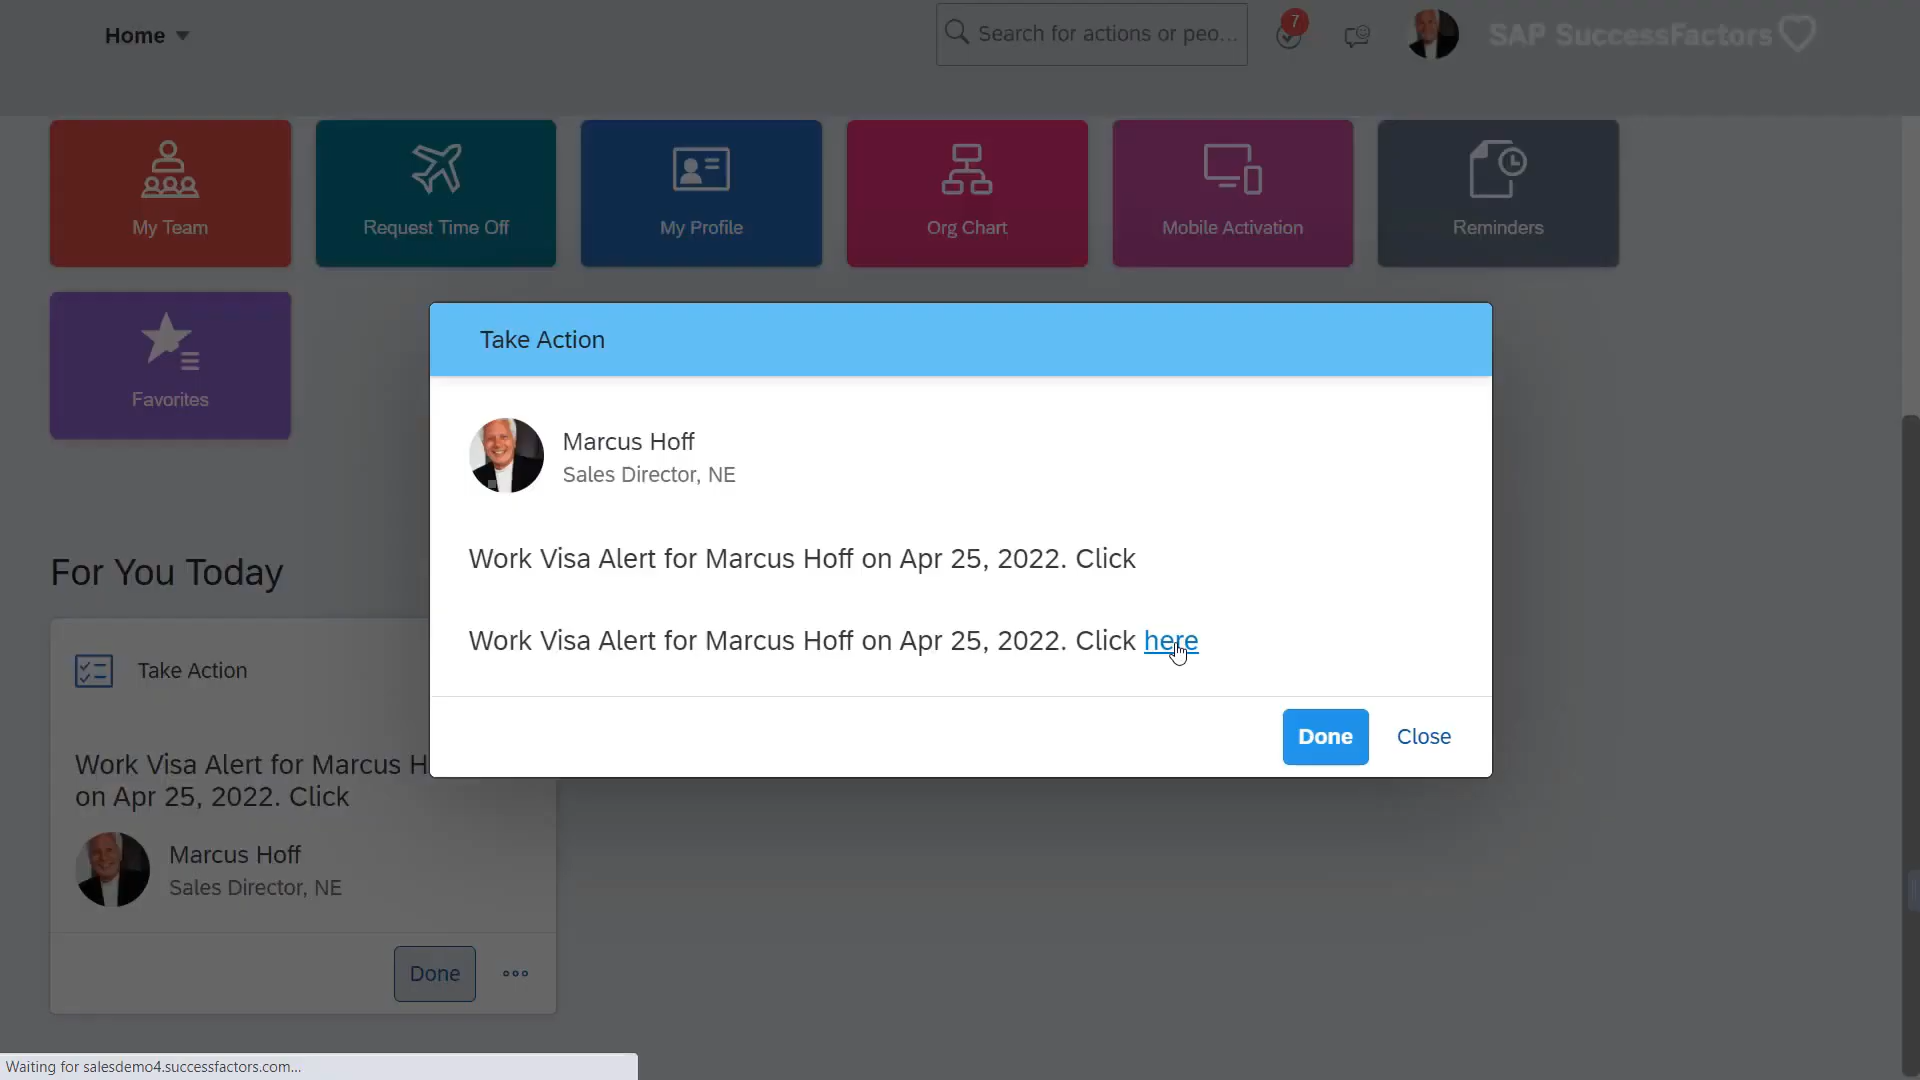 Home
Search for actions or peo...
7
SAP SuccessFactors
My Team
Request Time Off
My Profile
Org Chart
Mobile Activation
Reminders
Favorites
Take Action
Marcus Hoff
Sales Director, NE
Work Visa Alert for Marcus Hoff on Apr 25, 2022. Click
Work Visa Alert for Marcus Hoff on Apr 25, 2022. Click here
Done
Close
For You Today
Take Action
Work Visa Alert for Marcus H
on Apr 25, 2022. Click
Marcus Hoff
Sales Director, NE
Done
Waiting for salesdemo4.successfactors.com...